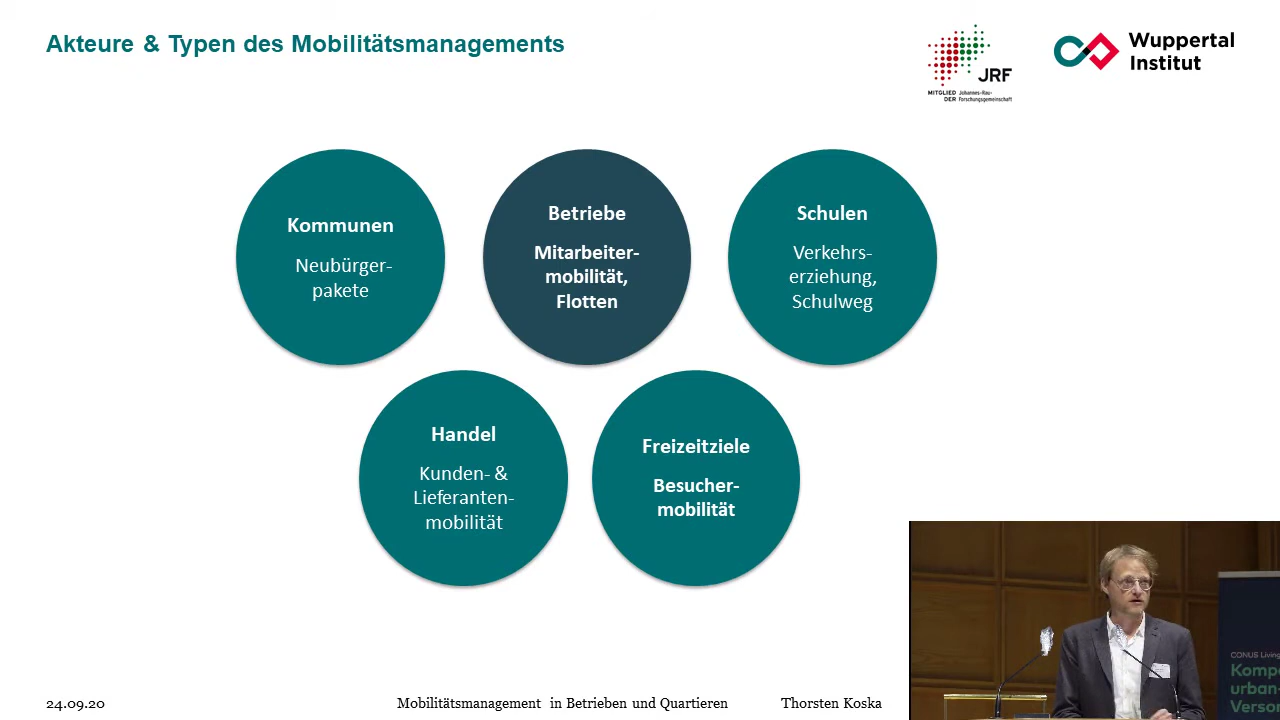 Akteure & Typen des Mobilitätsmanagements
JRF
MITGLIED
DER
Johannes-Rau-
Forschungsgemeinschaft
Wuppertal
Institut
Kommunen
Neubürger-
pakete
Betriebe
Mitarbeiter-
mobilität,
Flotten
Schulen
Verkehrs-
erziehung,
Schulweg
Handel
Kunden- &
Lieferanten-
mobilität
Freizeitziele
Besucher-
mobilität
CONUS Living
Kompe
urban-
Versor
24.09.20
Mobilitätsmanagement in Betrieben und Quartieren
Thorsten Koska